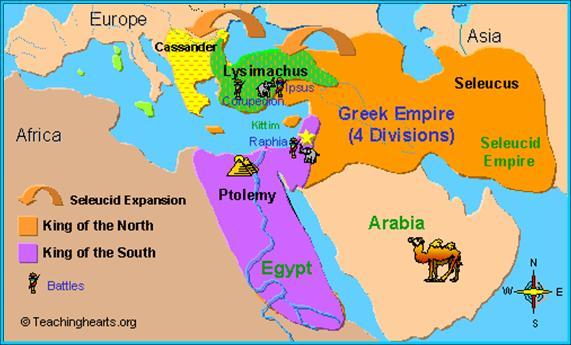 Europe
Asia
Cassander
Lysimachus
Ipsus
Corupedion
Seleucus
Kittim
Greek Empire
(4 Divisions)
Africa
Raphia
Seleucid
Empire
Ptolemy
Seleucid Expansion
King of the North
Arabia
King of the South
Egypt
Battles
N
W
E
S
© Teachinghearts.org